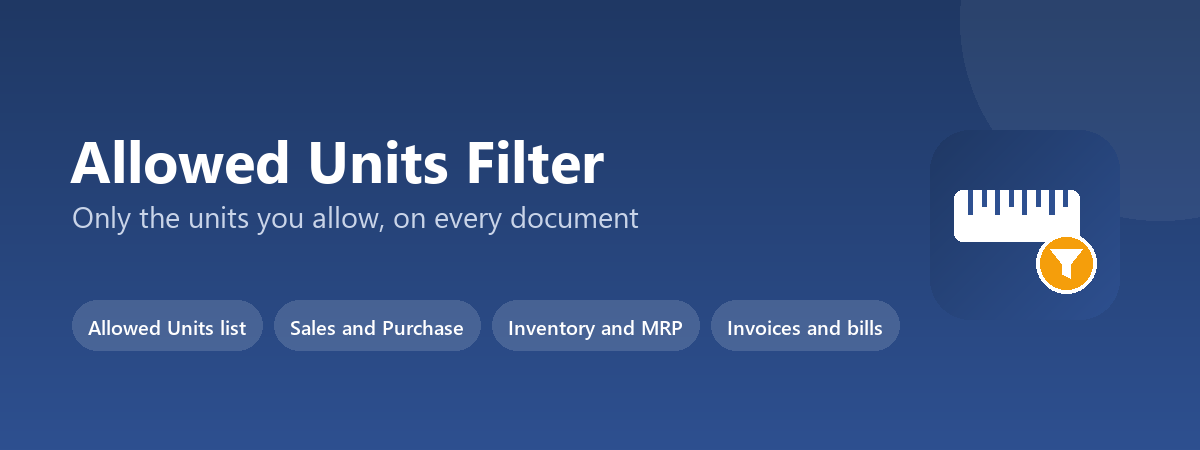 Allowed Units Filter
Only the units you allow, on every document
Allowed Units list
Sales and Purchase
Inventory and MRP
Invoices and bills